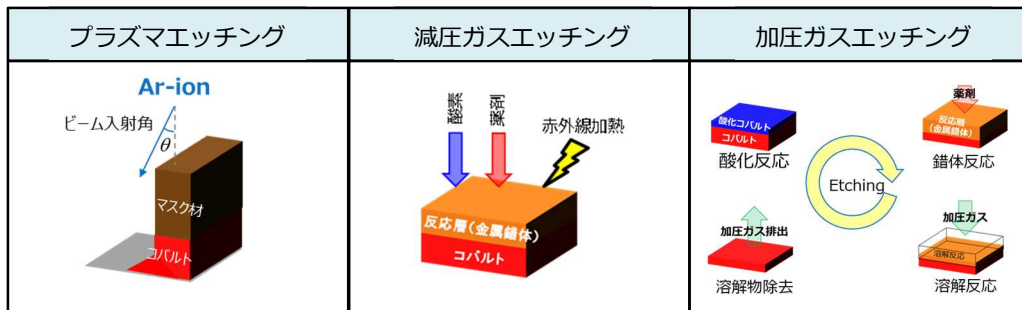 プラズマエッチング
減圧ガスエッチング
加圧ガスエッチング
Ar-ion
ビーム入射角
θ
マスク材
コバルト
酸素
薬剤
赤外線加熱
反応層(金属錯体)
コバルト
酸化コバルト
コバルト
酸化反応
薬剤
反応層
(金属錯体)
錯体反応
Etching
加圧ガス排出
溶解物除去
加圧ガス
溶解反応
溶解反応